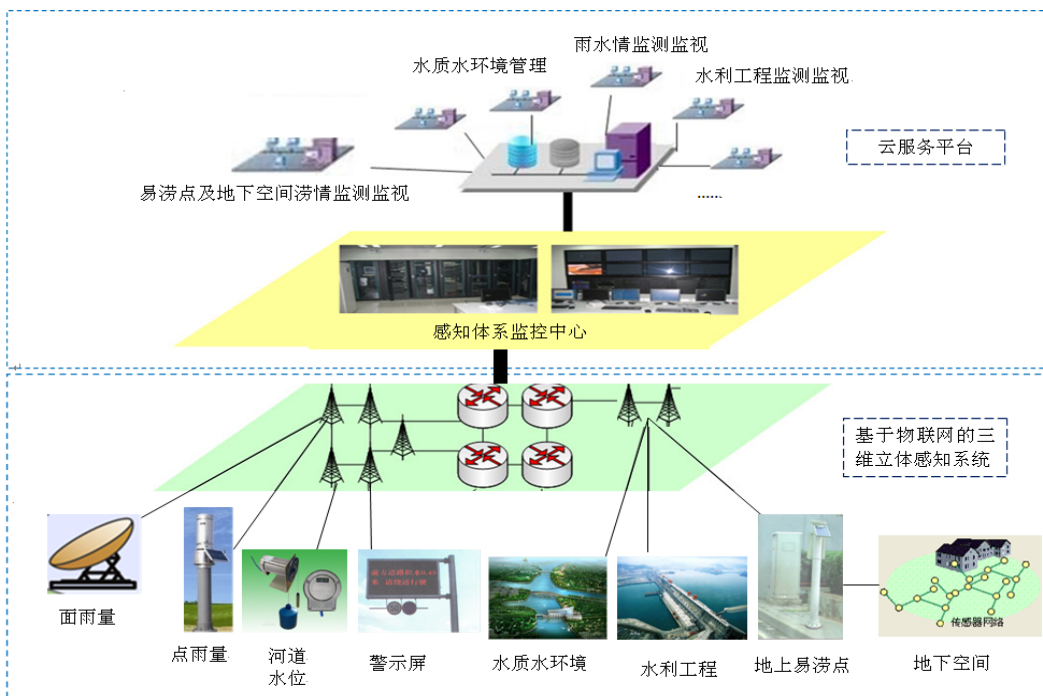 雨水情监测监视
水质水环境管理
水利工程监测监视
云服务平台
易涝点及地下空间涝情监测监视
......
感知体系监控中心
基于物联网的三
维立体感知系统
面雨量
点雨量
河道
水位
警示屏
水质水环境
水利工程
地上易涝点
传感器网络
地下空间